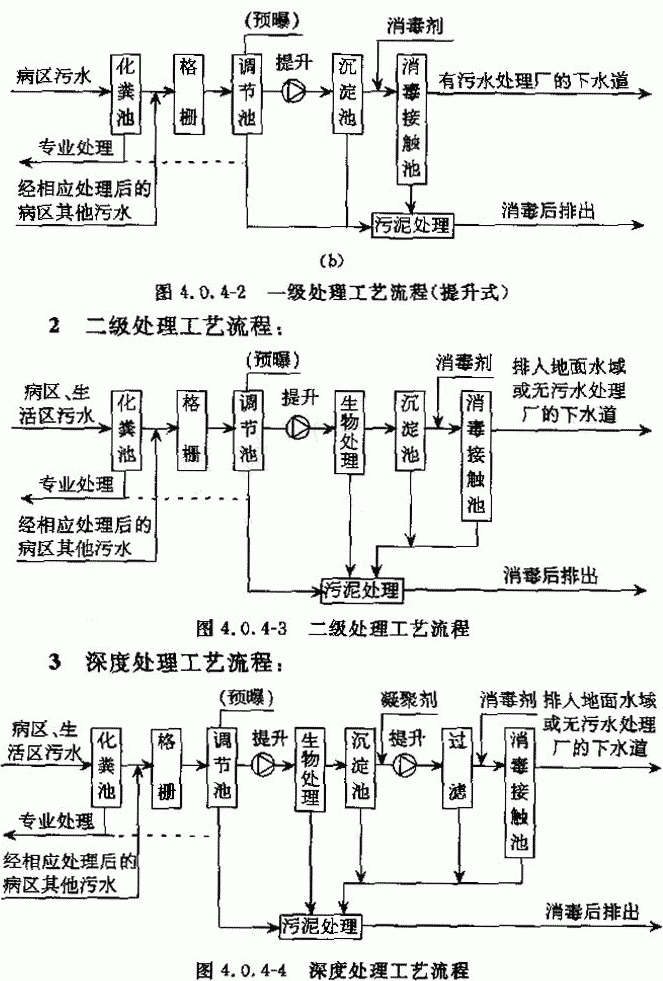 (预曝)
消毒剂
病区污水
化粪池
格栅
调节池
提升
沉淀池
消毒接触池
有污水处理厂的下水道
专业处理
经相应处理后的
病区其他污水
污泥处理
消毒后排出
(b)
图 4.0.4-2 一级处理工艺流程(提升式)
2 二级处理工艺流程：
(预曝)
消毒剂
排入地面水域
或无污水处理
厂的下水道
病区、生
活区污水
化粪池
格栅
调节池
提升
生物处理
沉淀池
消毒接触池
专业处理
经相应处理后的
病区其他污水
污泥处理
消毒后排出
图 4.0.4-3 二级处理工艺流程
3 深度处理工艺流程：
(预曝)
凝聚剂
消毒剂
排入地面水域
或无污水处理
厂的下水道
病区、生
活区污水
化粪池
格栅
调节池
提升
生物处理
沉淀池
提升
过滤
消毒接触池
专业处理
经相应处理后的
病区其他污水
污泥处理
消毒后排出
图 4.0.4-4 深度处理工艺流程